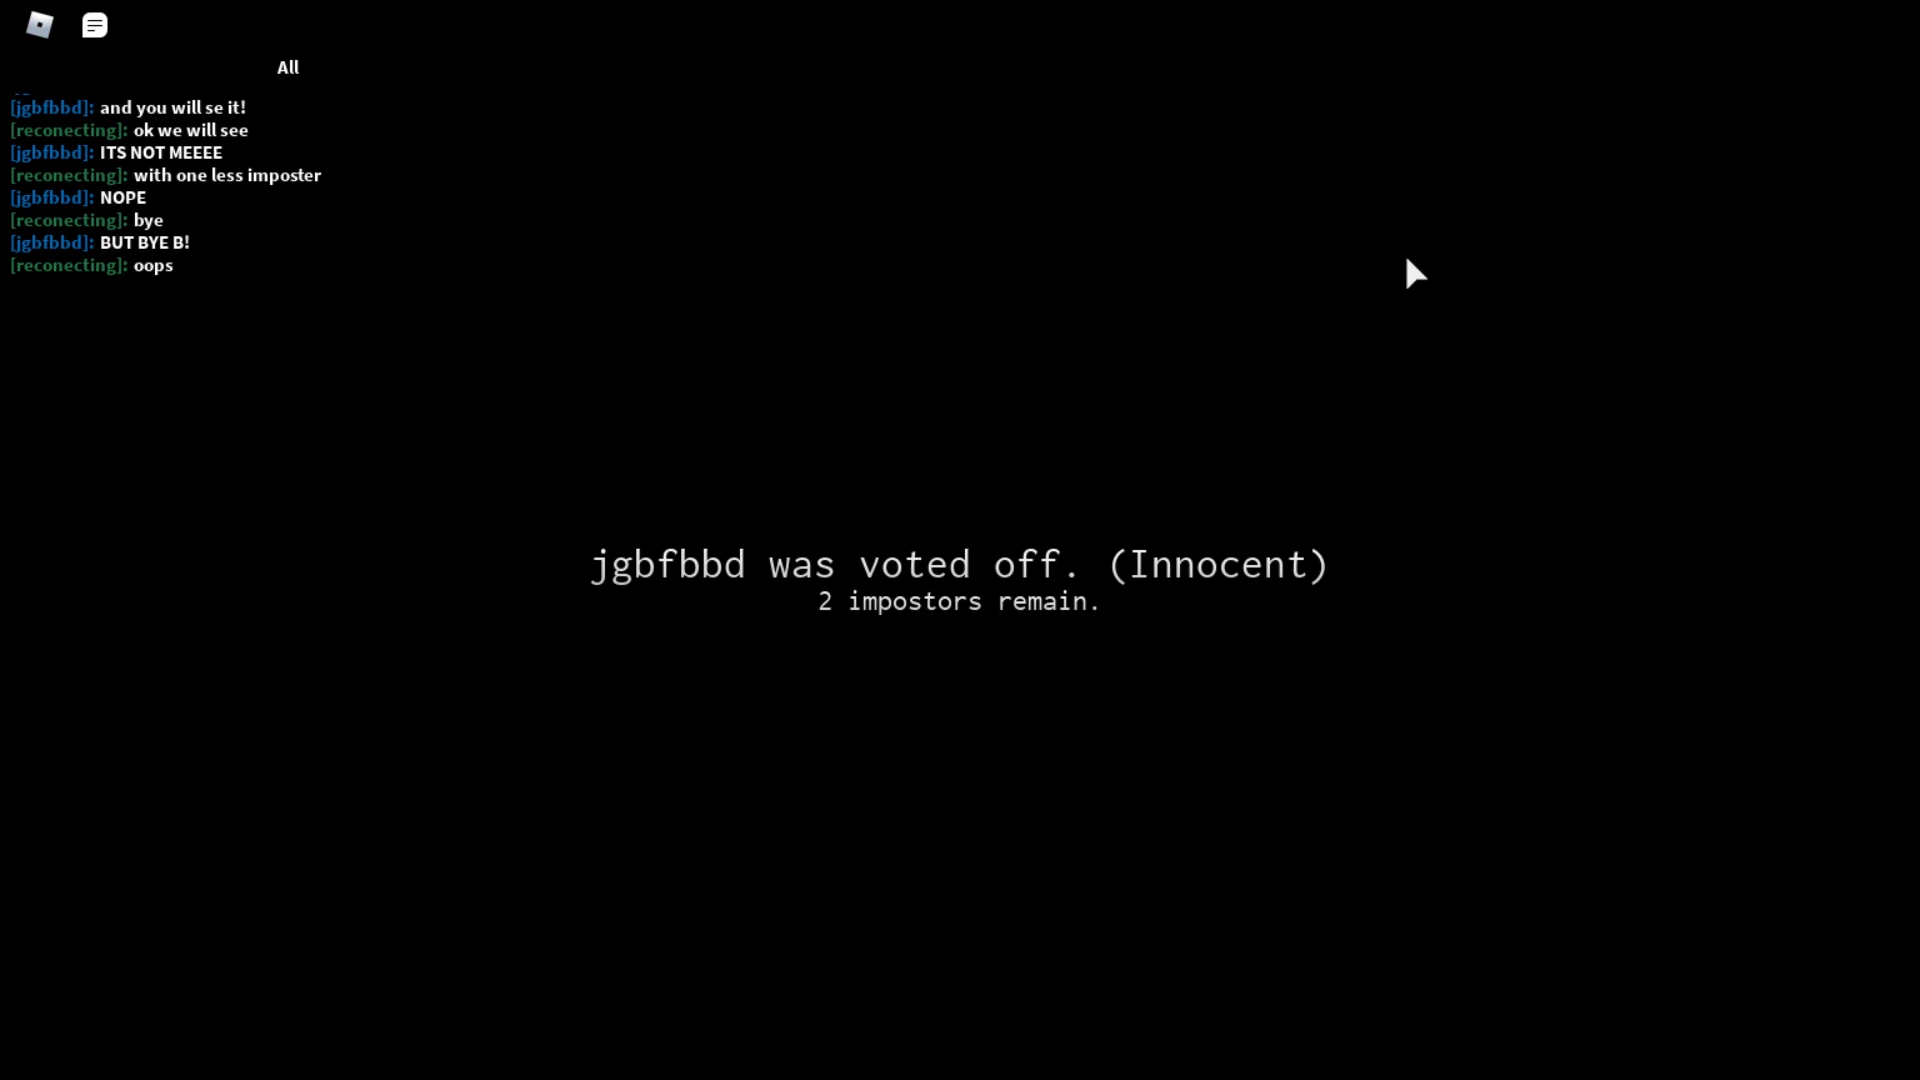 All
[jgbfbbd]: and you will se it!
[reconecting]: ok we will see
[jgbfbbd]: ITS NOT MEEEE
[reconecting]: with one less imposter
[jgbfbbd]: NOPE
[reconecting]: bye
[jgbfbbd]: BUT BYE B!
[reconecting]: oops
jgbfbbd was voted off. (Innocent)
2 impostors remain.